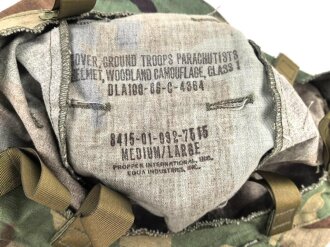 COVER, GROUND TROOPS PARACHUTISTS
HELMET, WOODLAND CAMOUFLAGE, CLASS 1
DLA100-86-C-4364
8415-01-092-7515
MEDIUM/LARGE
PROPPER INTERNATIONAL, INC.
EQUA INDUSTRIES, INC.